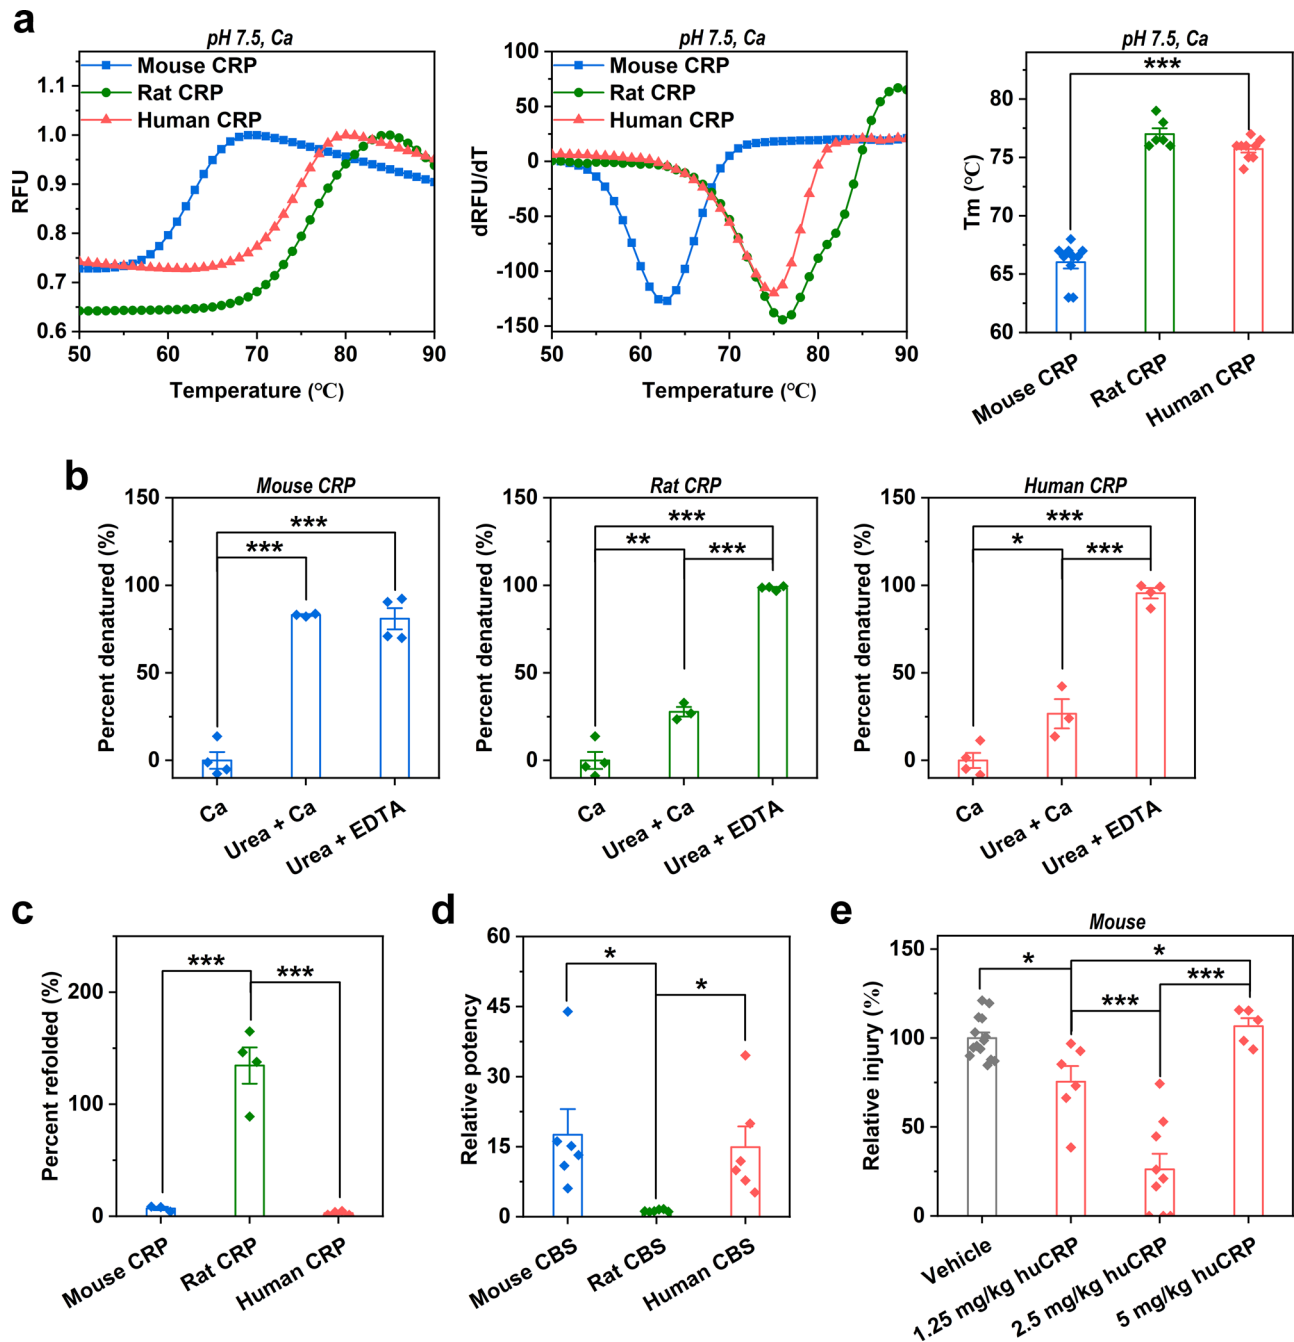 a
pH 7.5, Ca
Mouse CRP
Rat CRP
Human CRP
RFU
1.1
1.0
0.9
0.8
0.7
0.6
50 60 70 80 90
Temperature (℃)
pH 7.5, Ca
Mouse CRP
Rat CRP
Human CRP
dRFU/dT
100
50
0
-50
-100
-150
50 60 70 80 90
Temperature (℃)
pH 7.5, Ca
***
Tm (℃)
80
75
70
65
60
Mouse CRP
Rat CRP
Human CRP
b
Mouse CRP
Percent denatured (%)
150
100
50
0
***
***
Ca
Urea + Ca
Urea + EDTA
Rat CRP
Percent denatured (%)
150
100
50
0
***
** ***
Ca
Urea + Ca
Urea + EDTA
Human CRP
Percent denatured (%)
150
100
50
0
***
* ***
Ca
Urea + Ca
Urea + EDTA
c
Percent refolded (%)
200
100
0
*** ***
Mouse CRP
Rat CRP
Human CRP
d
Relative potency
60
45
30
15
0
*
*
Mouse CBS
Rat CBS
Human CBS
e
Mouse
Relative injury (%)
150
100
50
0
* *
***
***
Vehicle
1.25 mg/kg huCRP
2.5 mg/kg huCRP
5 mg/kg huCRP